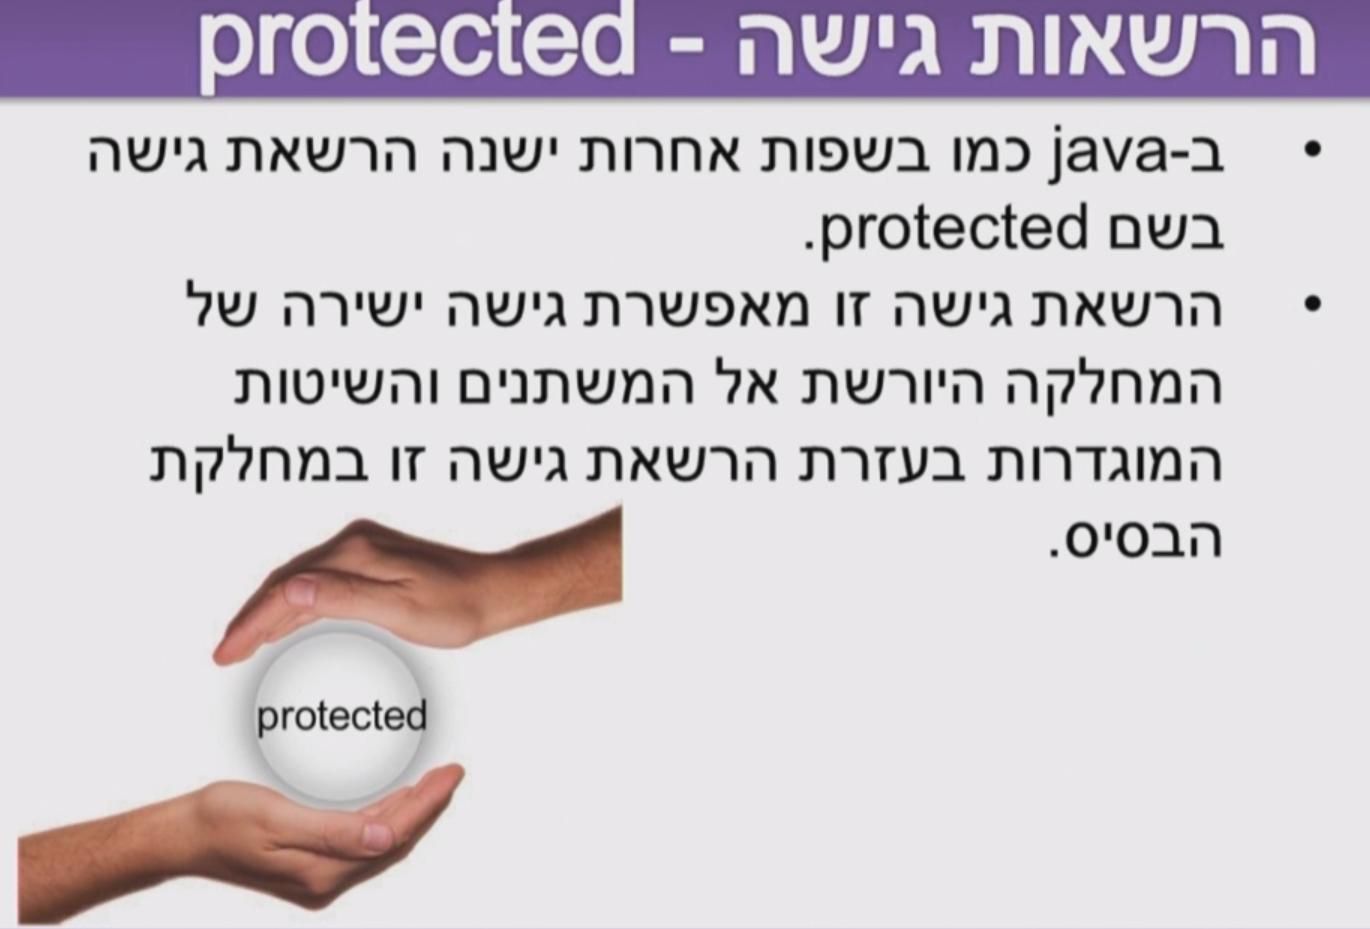 הרשאות גישה - protected
• ב-java כמו בשפות אחרות ישנה הרשאת גישה
בשם protected.
• הרשאת גישה זו מאפשרת גישה ישירה של
המחלקה היורשת אל המשתנים והשיטות
המוגדרות בעזרת הרשאת גישה זו במחלקת
הבסיס.
protected